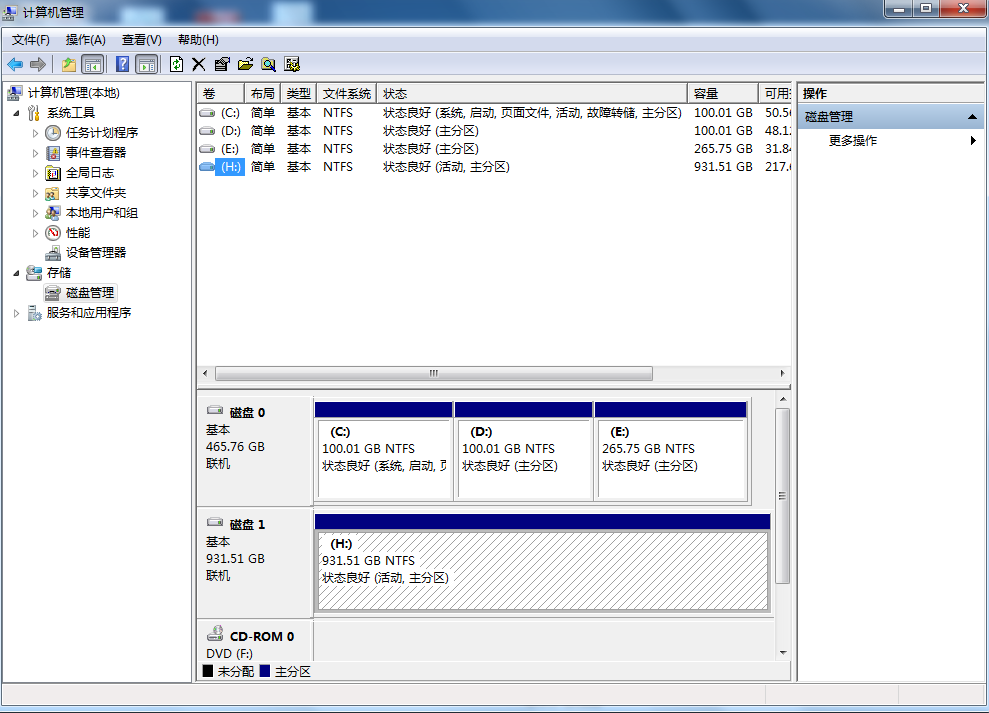 计算机管理
文件(F) 操作(A) 查看(V) 帮助(H)
计算机管理(本地)
系统工具
任务计划程序
事件查看器
全局日志
共享文件夹
本地用户和组
性能
设备管理器
存储
磁盘管理
服务和应用程序
卷 布局 类型 文件系统 状态 容量 可用
(C:) 简单 基本 NTFS 状态良好 (系统, 启动, 页面文件, 活动, 故障转储, 主分区) 100.01 GB 50.5
(D:) 简单 基本 NTFS 状态良好 (主分区) 100.01 GB 48.1
(E:) 简单 基本 NTFS 状态良好 (主分区) 265.75 GB 31.8
(H:) 简单 基本 NTFS 状态良好 (活动, 主分区) 931.51 GB 217.
磁盘 0
基本
465.76 GB
联机
(C:)
100.01 GB NTFS
状态良好 (系统, 启动,
(D:)
100.01 GB NTFS
状态良好 (主分区)
(E:)
265.75 GB NTFS
状态良好 (主分区)
磁盘 1
基本
931.51 GB
联机
(H:)
931.51 GB NTFS
状态良好 (活动, 主分区)
CD-ROM 0
DVD (F:)
未分配 主分区
操作
磁盘管理
更多操作